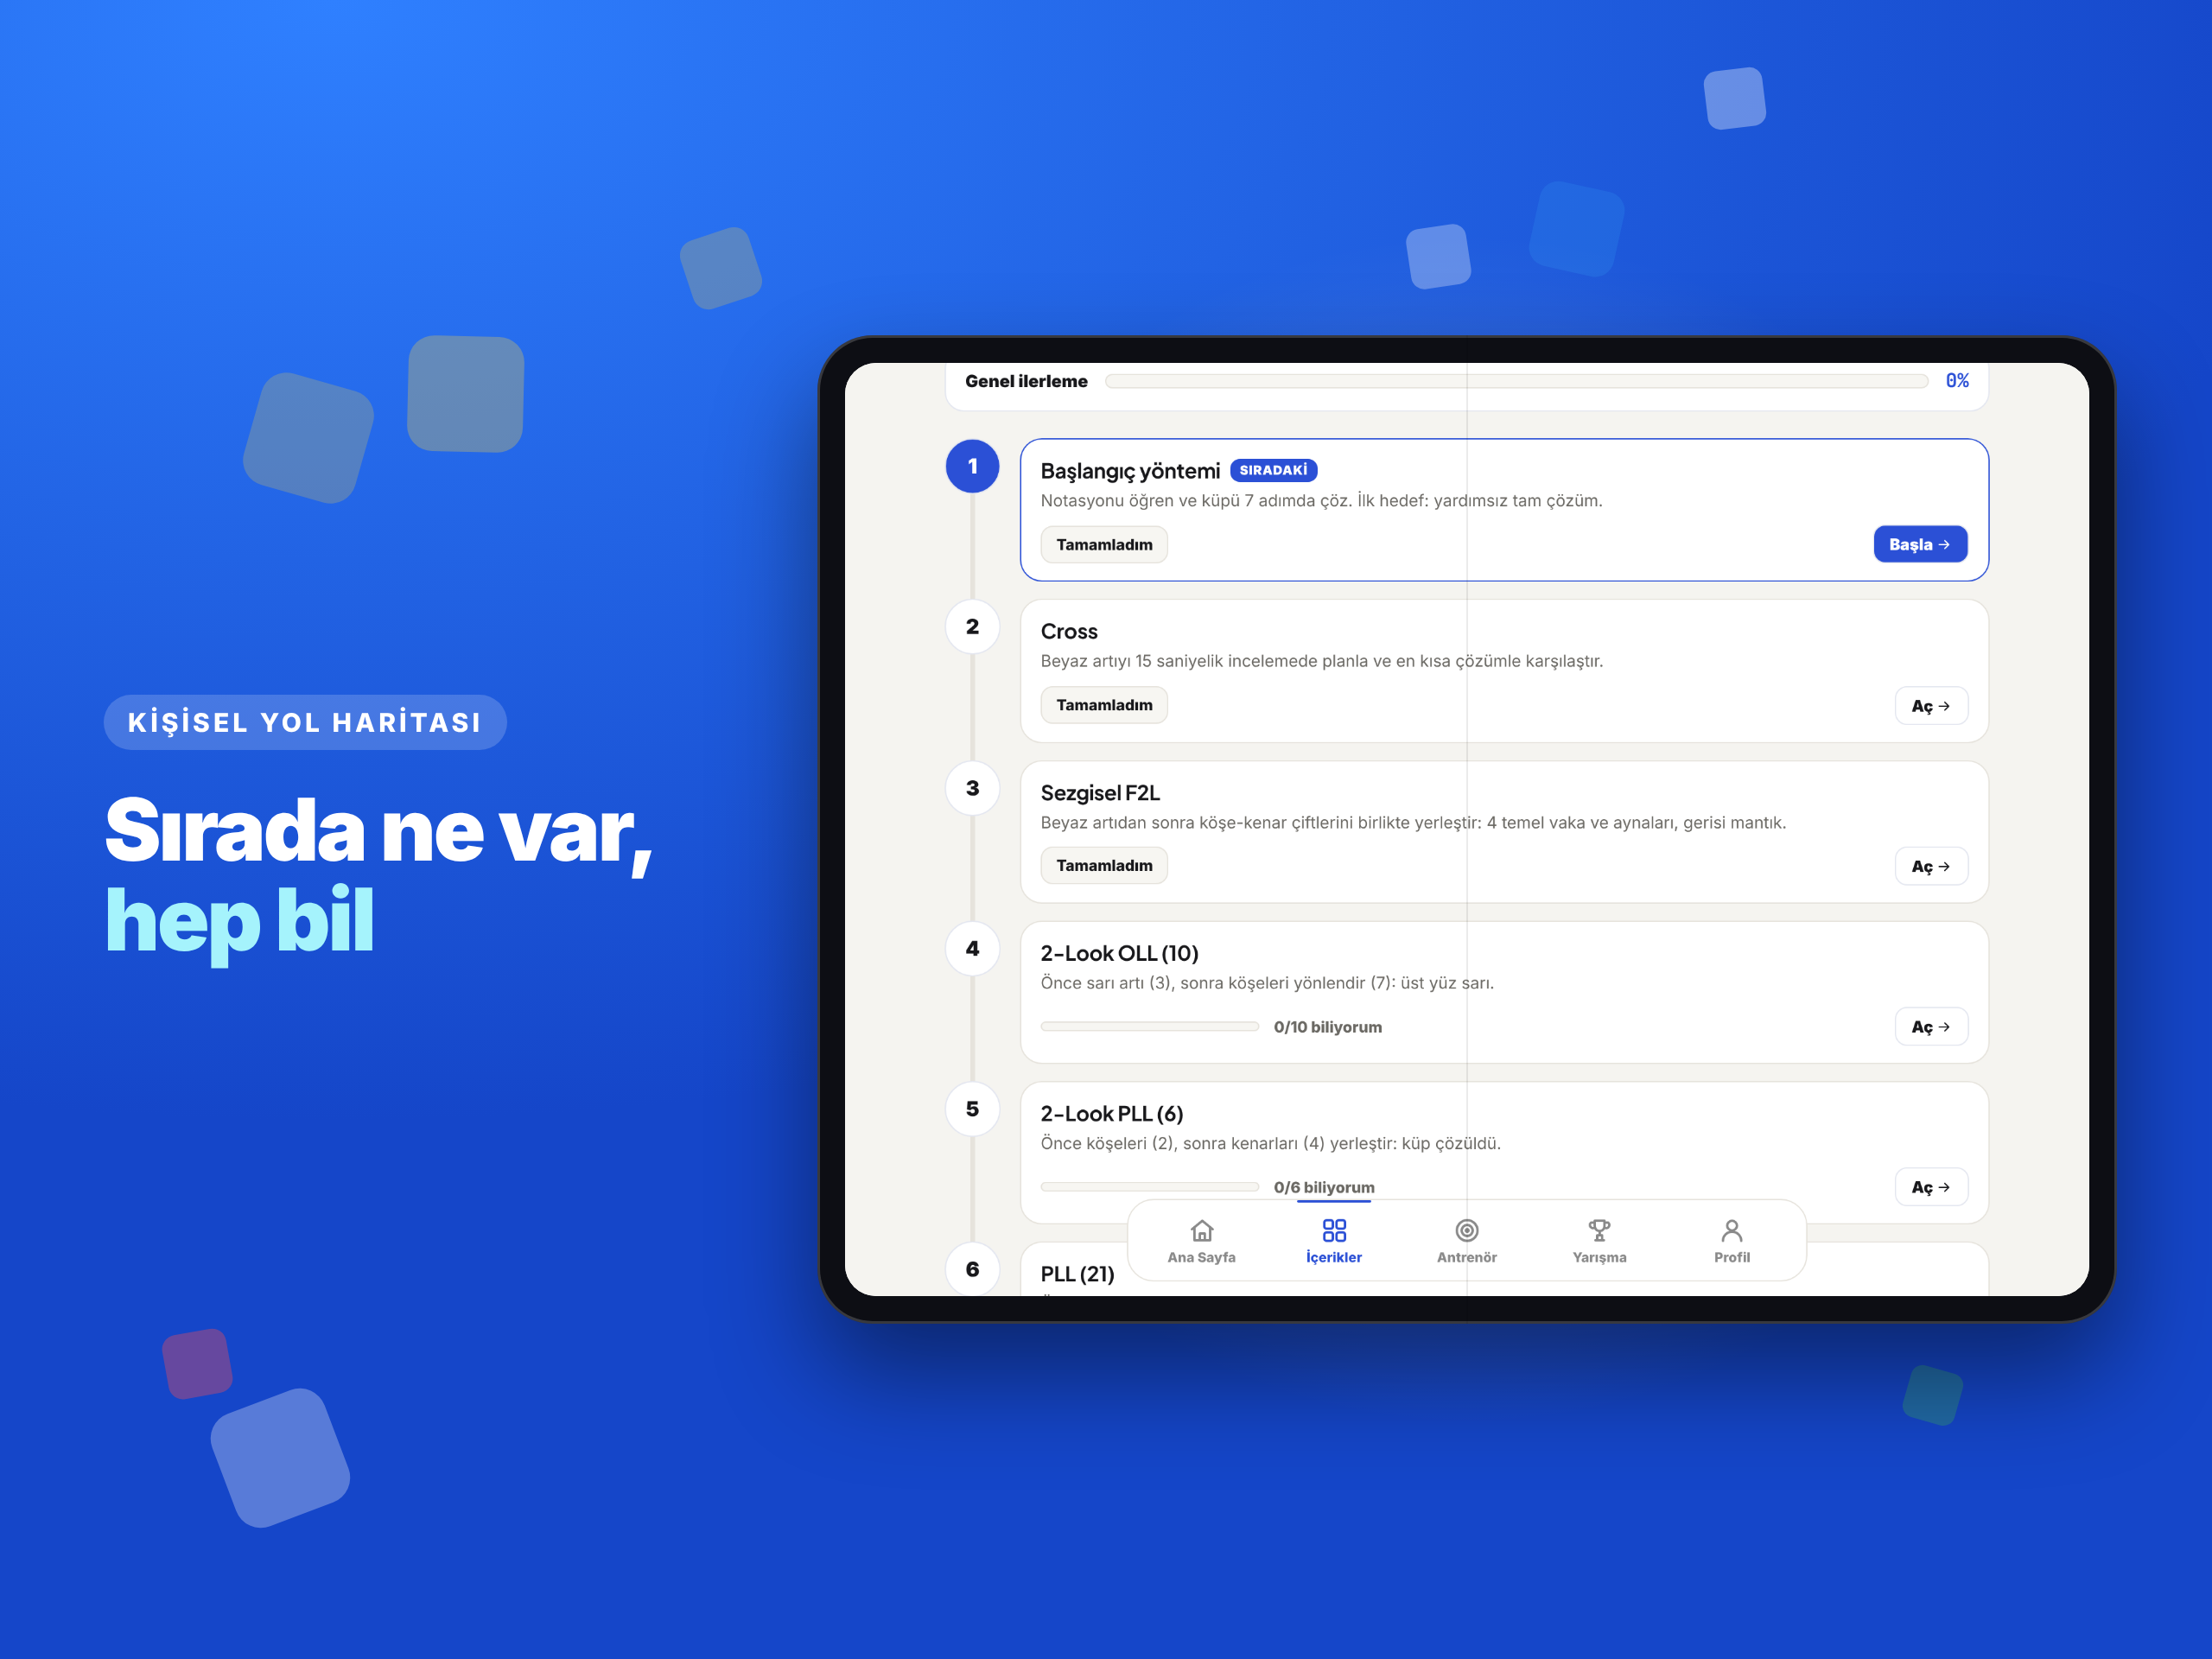 KİŞİSEL YOL HARİTASI
Sırada ne var,
hep bil
Genel ilerleme 0%
1
Başlangıç yöntemi SIRADAKİ
Notasyonu öğren ve küpü 7 adımda çöz. İlk hedef: yardımsız tam çözüm.
Tamamladım Başla →
2
Cross
Beyaz artıyı 15 saniyelik incelemede planla ve en kısa çözümle karşılaştır.
Tamamladım Aç →
3
Sezgisel F2L
Beyaz artıdan sonra köşe-kenar çiftlerini birlikte yerleştir: 4 temel vaka ve aynaları, gerisi mantık.
Tamamladım Aç →
4
2-Look OLL (10)
Önce sarı artı (3), sonra köşeleri yönlendir (7): üst yüz sarı.
0/10 biliyorum Aç →
5
2-Look PLL (6)
Önce köşeleri (2), sonra kenarları (4) yerleştir: küp çözüldü.
0/6 biliyorum Aç →
6
PLL (21)
Ana Sayfa İçerikler Antrenör Yarışma Profil